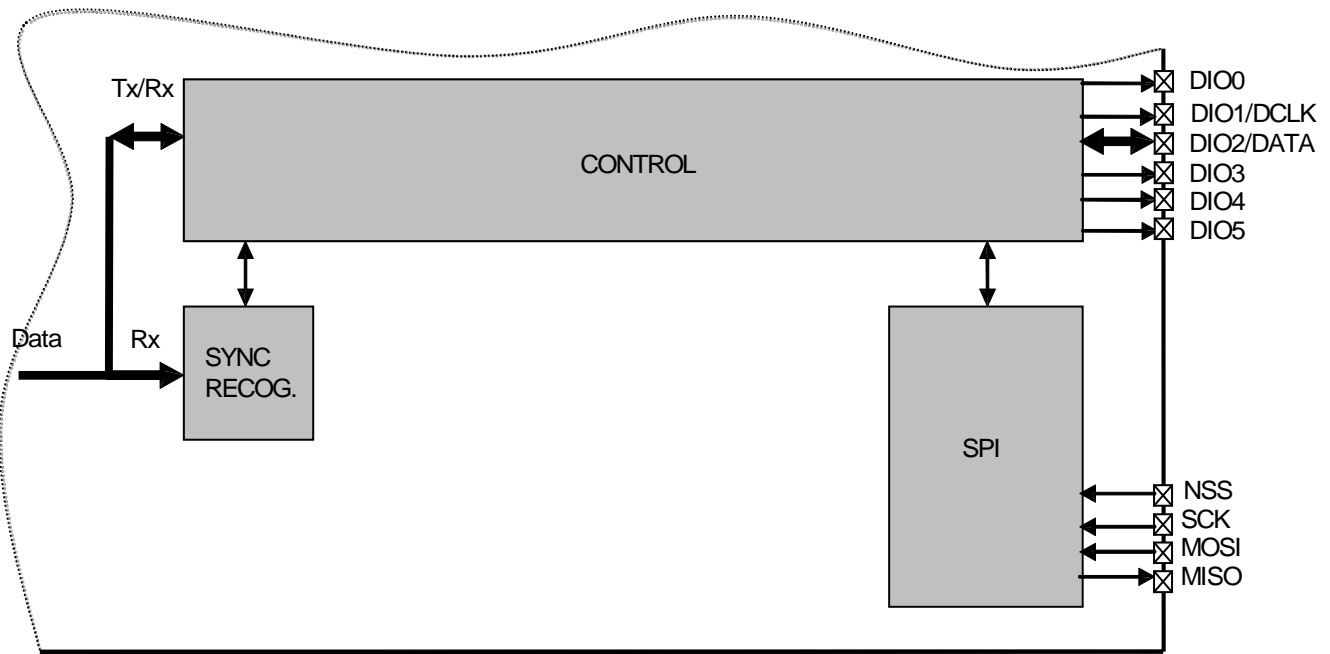 Tx/Rx
CONTROL
DIO0
DIO1/DCLK
DIO2/DATA
DIO3
DIO4
DIO5
Data
Rx
SYNC
RECOG.
SPI
NSS
SCK
MOSI
MISO